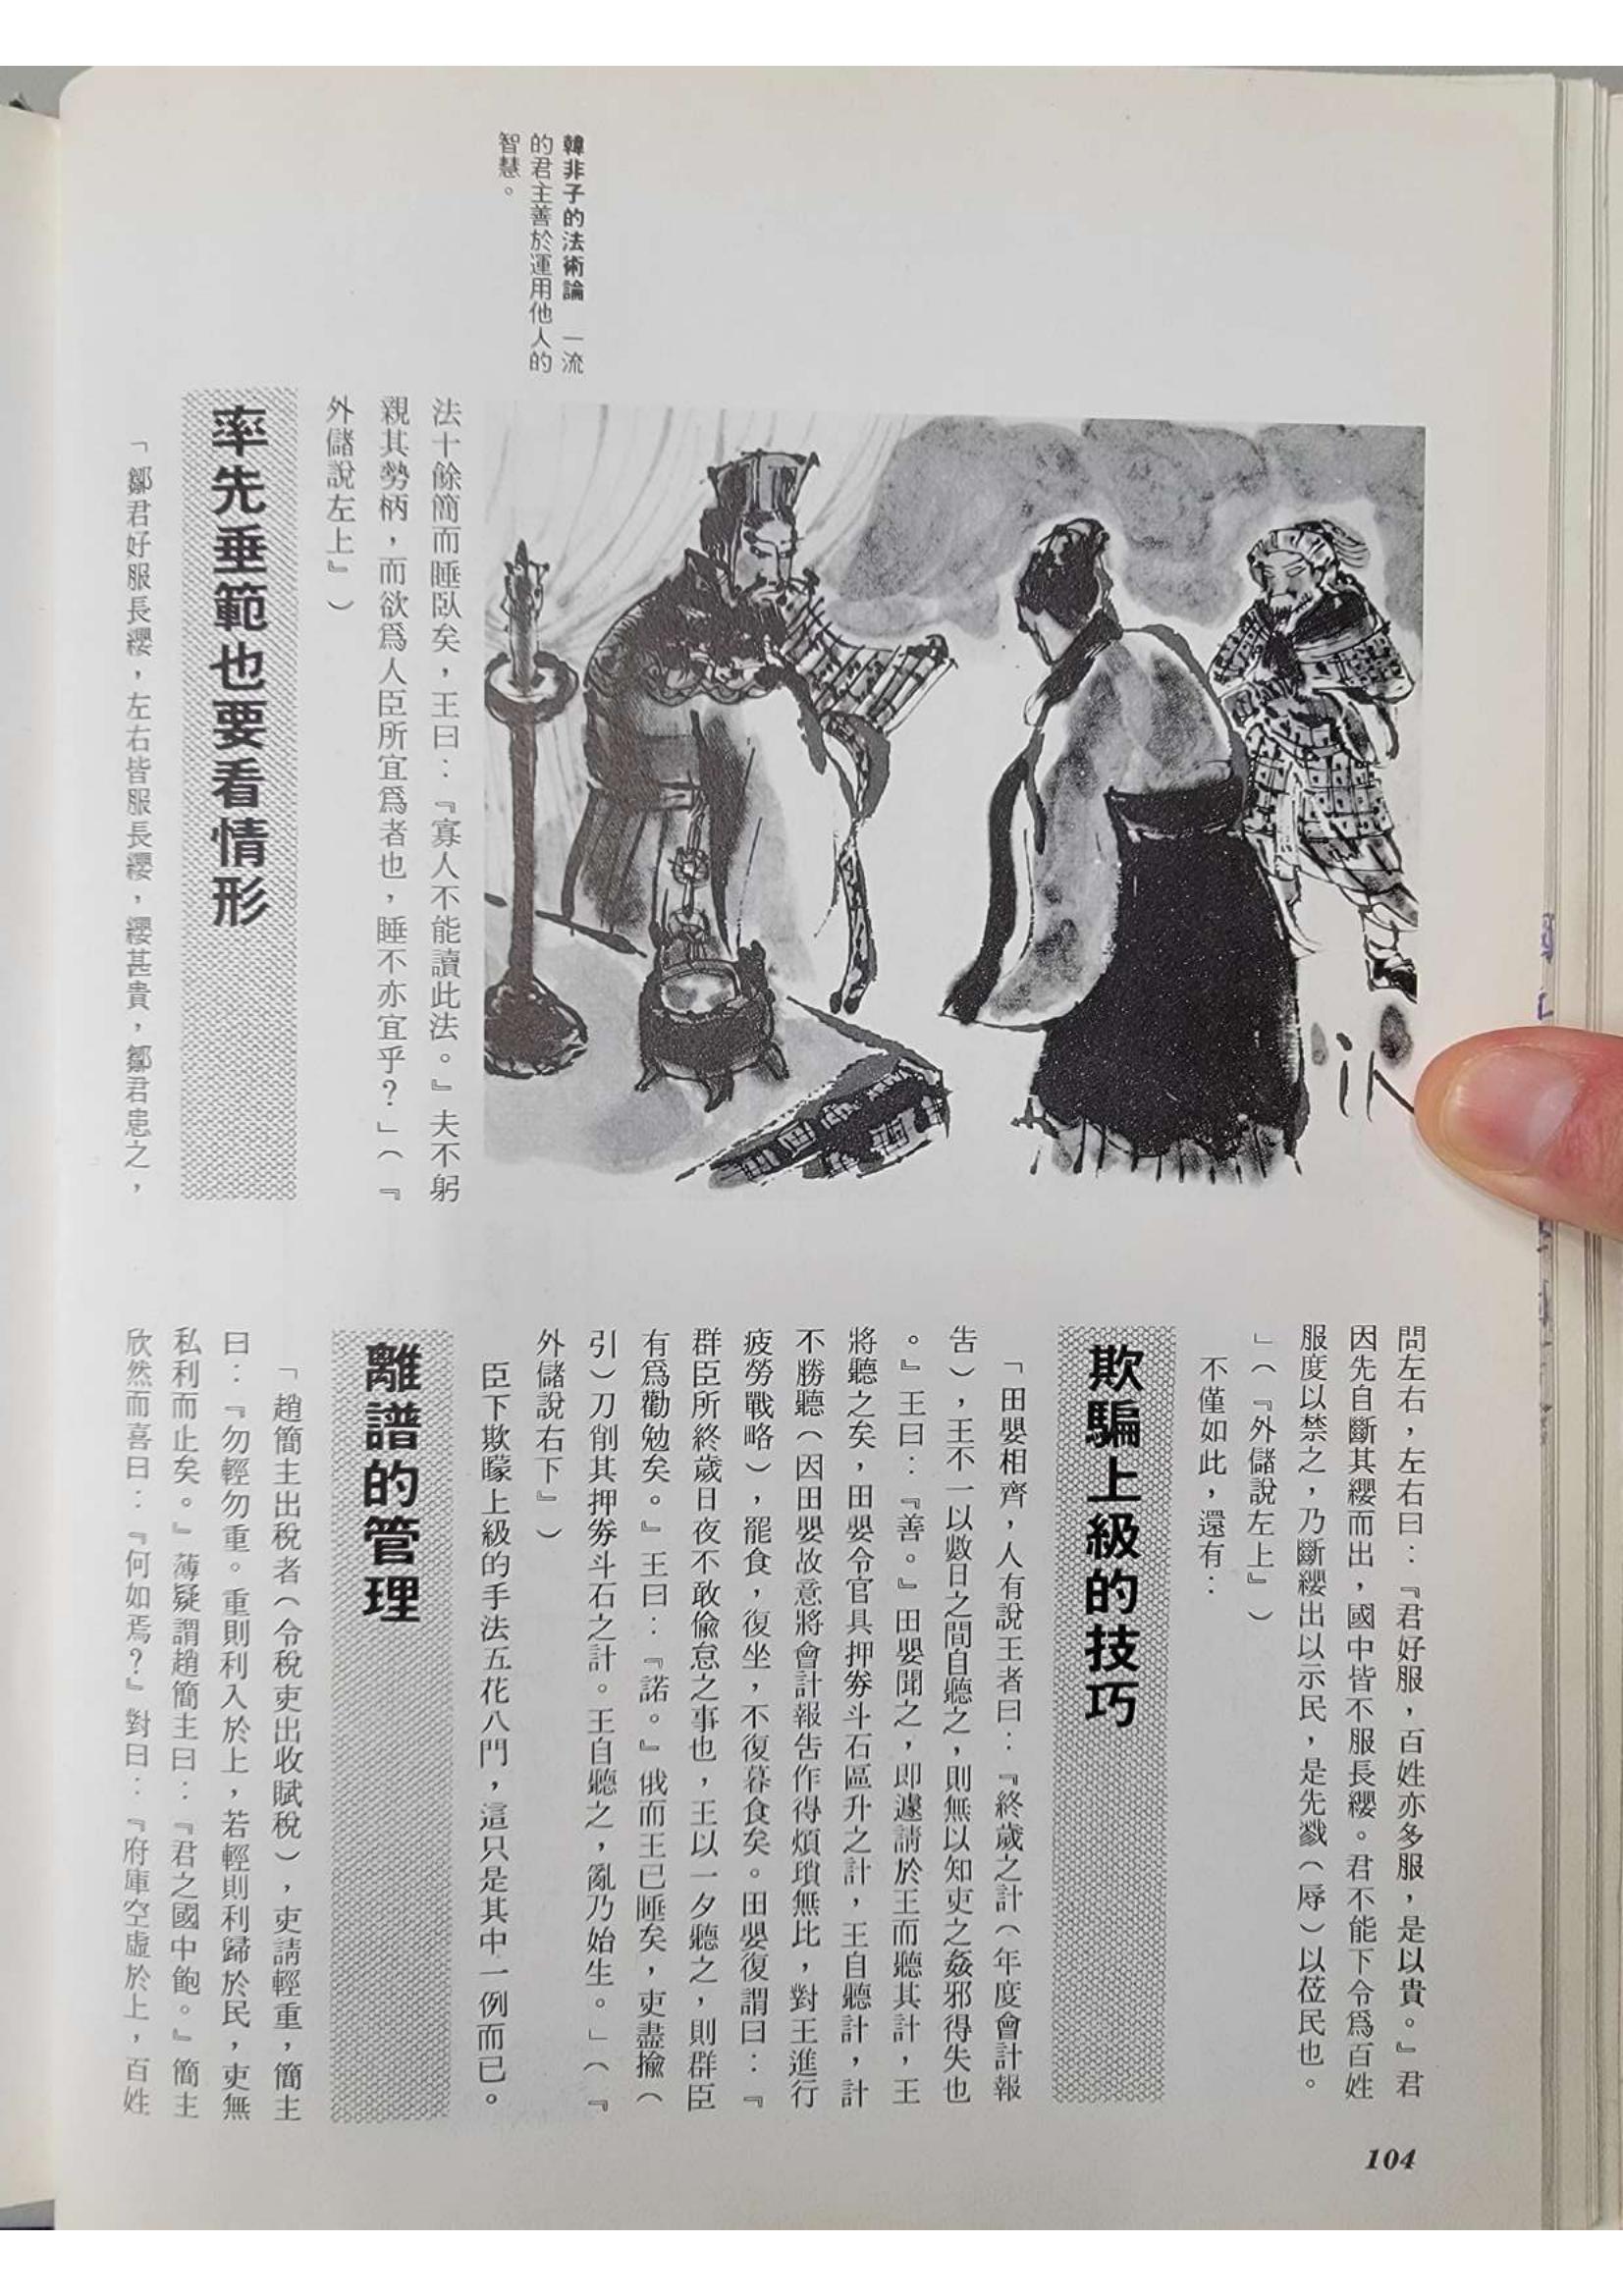 韓非子的法術論　一流
的君主善於運用他人的
智慧。
法十餘簡而睡臥矣，王曰：『寡人不能讀此法。』夫不躬
親其勢柄，而欲爲人臣所宜爲者也，睡不亦宜乎？」（『
外儲說左上』）
率先垂範也要看情形
「鄒君好服長纓，左右皆服長纓，纓甚貴，鄒君患之，
問左右，左右曰：『君好服，百姓亦多服，是以貴。』君
因先自斷其纓而出，國中皆不服長纓。君不能下令爲百姓
服度以禁之，乃斷纓出以示民，是先戮（辱）以莅民也。
」（『外儲說左上』）
不僅如此，還有：
欺騙上級的技巧
「田嬰相齊，人有說王者曰：『終歲之計（年度會計報
告），王不一以數日之間自聽之，則無以知吏之姦邪得失也
。』王曰：『善。』田嬰聞之，即遽請於王而聽其計，王
將聽之矣，田嬰令官具押券斗石區升之計，王自聽計，計
不勝聽（因田嬰故意將會計報告作得煩瑣無比，對王進行
疲勞戰略），罷食，復坐，不復暮食矣。田嬰復謂曰：『
群臣所終歲日夜不敢偷怠之事也，王以一夕聽之，則群臣
有爲勸勉矣。』王曰：『諾。』俄而王已睡矣，吏盡揄（
引）刀削其押券斗石之計。王自聽之，亂乃始生。」（『
外儲說右下』）
臣下欺矇上級的手法五花八門，這只是其中一例而已。
離譜的管理
「趙簡主出稅者（令稅吏出收賦稅），吏請輕重，簡主
曰：『勿輕勿重。重則利入於上，若輕則利歸於民，吏無
私利而止矣。』薄疑謂趙簡主曰：『君之國中飽。』簡主
欣然而喜曰：『何如焉？』對曰：『府庫空虛於上，百姓
104